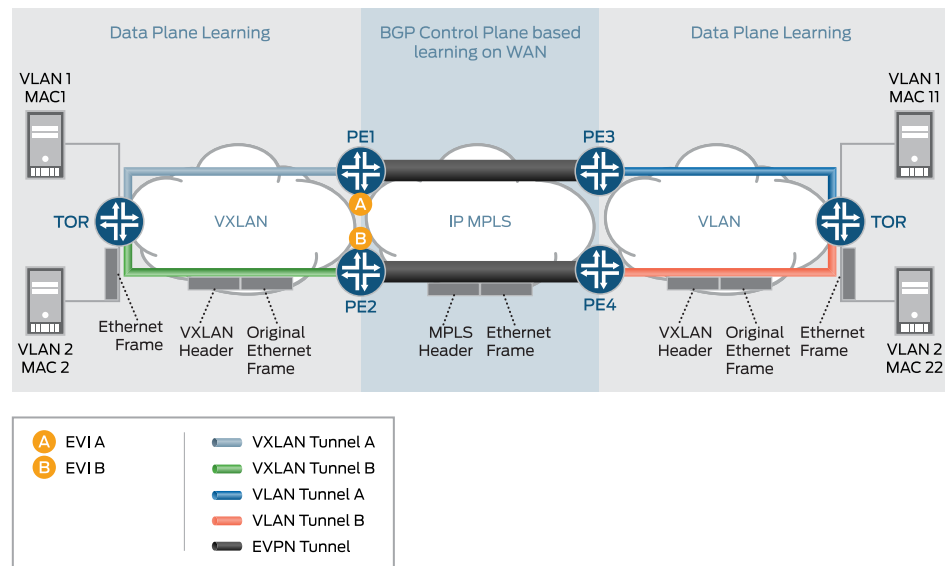 Data Plane Learning
BGP Control Plane based
learning on WAN
Data Plane Learning
VLAN 1
MAC1
VLAN 1
MAC 11
PE1
PE3
A
TOR
VXLAN
IP MPLS
VLAN
TOR
B
PE2
PE4
Ethernet
Frame
VXLAN
Header
Original
Ethernet
Frame
MPLS
Header
Ethernet
Frame
VXLAN
Header
Original
Ethernet
Frame
Ethernet
Frame
VLAN 2
MAC 2
VLAN 2
MAC 22
A EVI A
B EVI B
VXLAN Tunnel A
VXLAN Tunnel B
VLAN Tunnel A
VLAN Tunnel B
EVPN Tunnel